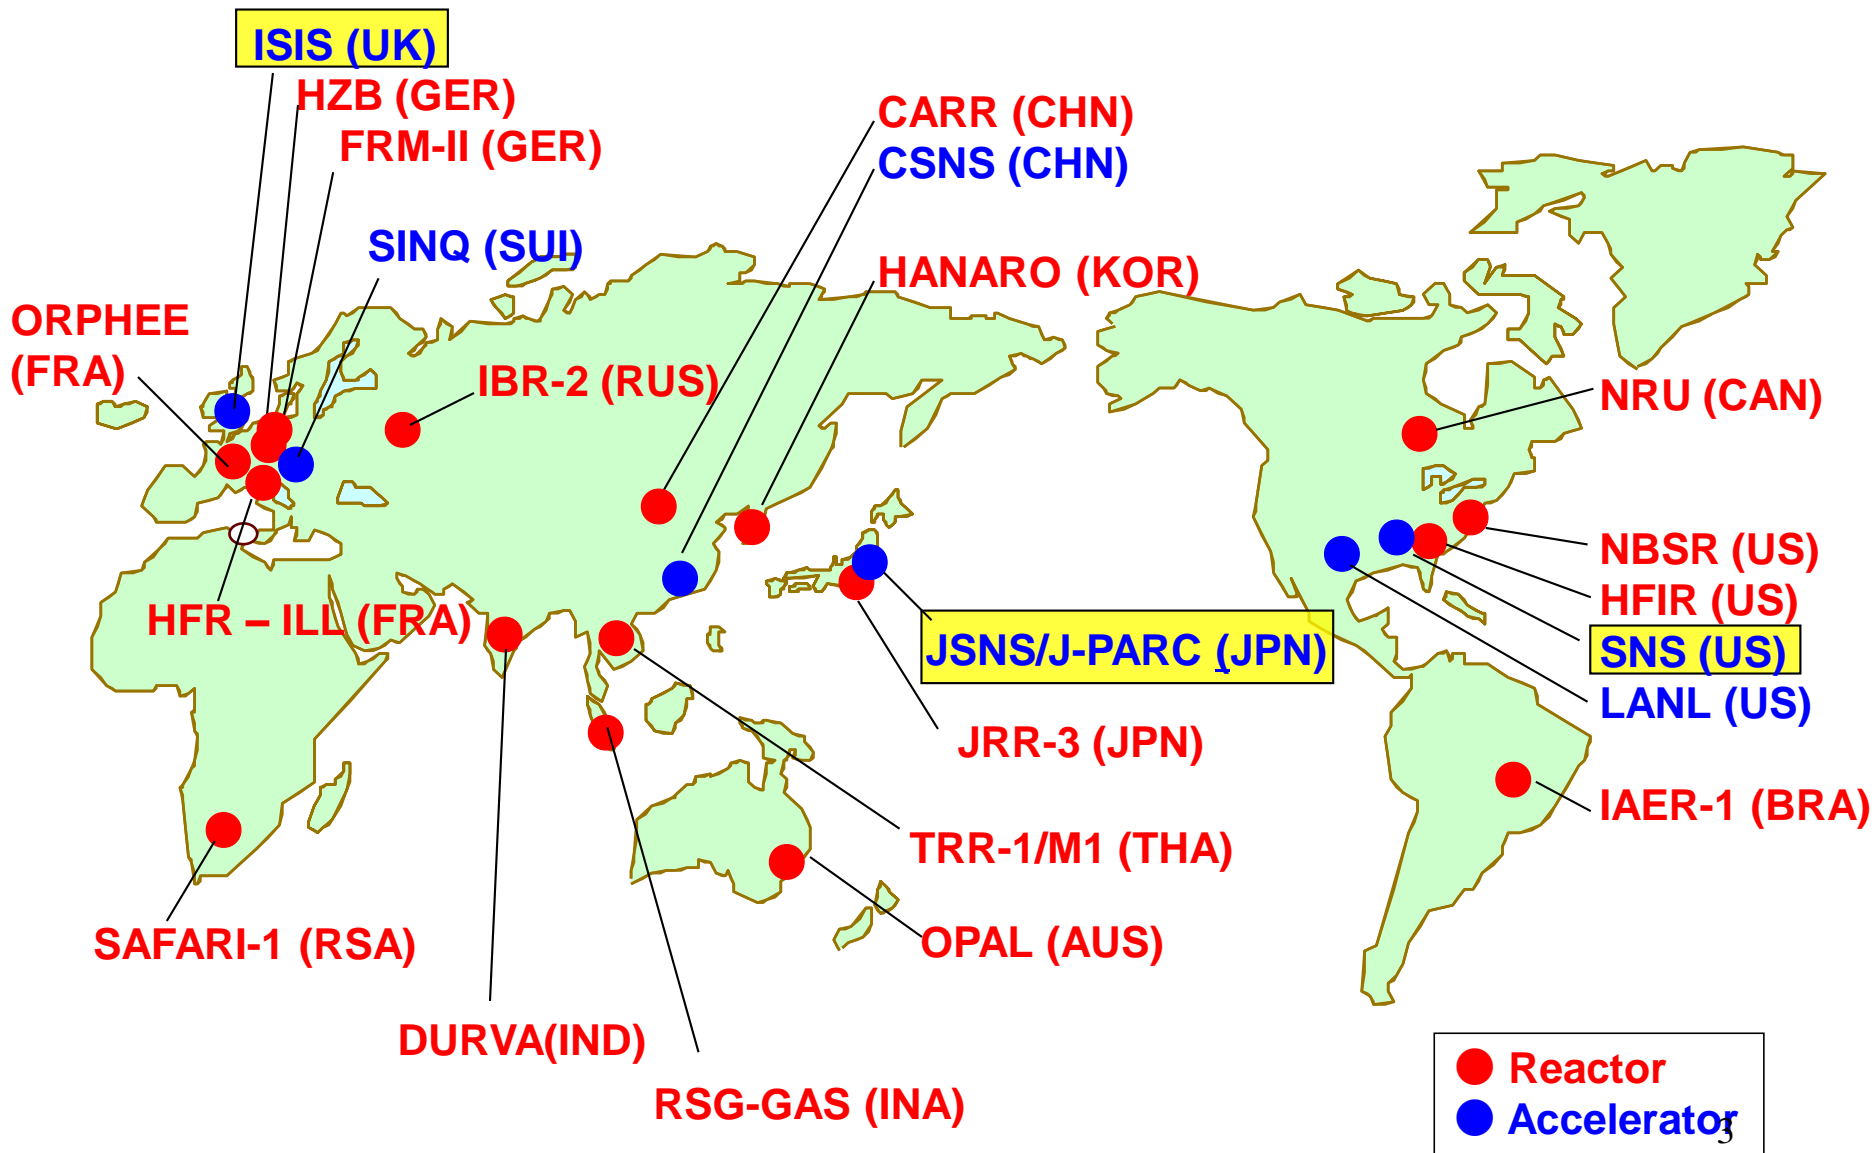 ISIS (UK)
HZB (GER)
FRM-II (GER)
SINQ (SUI)
ORPHEE
(FRA)
IBR-2 (RUS)
CARR (CHN)
CSNS (CHN)
HANARO (KOR)
NRU (CAN)
NBSR (US)
HFIR (US)
SNS (US)
LANL (US)
HFR – ILL (FRA)
JSNS/J-PARC (JPN)
JRR-3 (JPN)
IAER-1 (BRA)
TRR-1/M1 (THA)
SAFARI-1 (RSA)
OPAL (AUS)
DURVA(IND)
RSG-GAS (INA)
Reactor
Accelerator
3